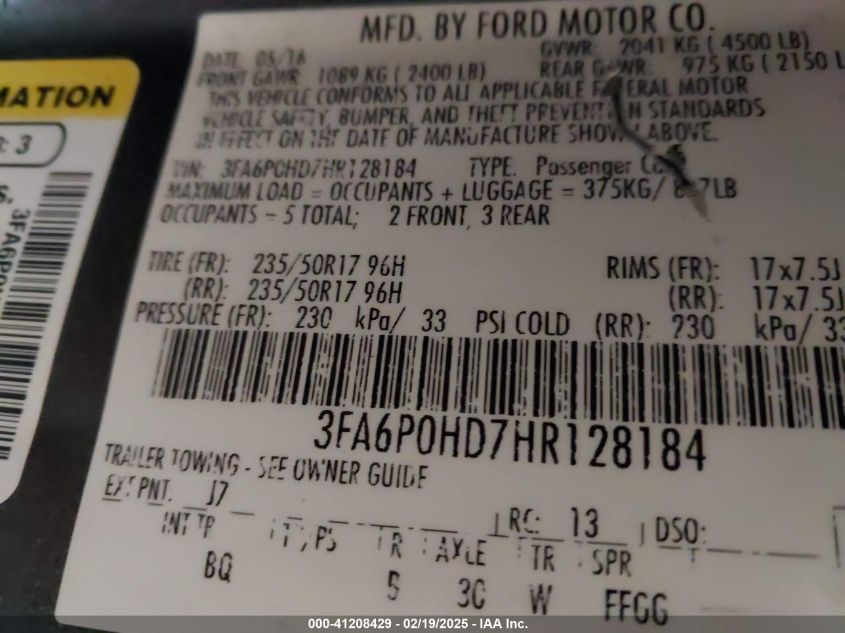 MFD. BY FORD MOTOR CO.
DATE 05/16 GVWR: 2041 KG ( 4500 LB)
FRONT GAWR: 1089 KG ( 2400 LB) REAR GAWR: 975 KG ( 2150 L
THIS VEHICLE CONFORMS TO ALL APPLICABLE FEDERAL MOTOR
VEHICLE SAFETY, BUMPER, AND THEFT PREVENTION STANDARDS
IN EFFECT ON THE DATE OF MANUFACTURE SHOWN ABOVE.
VIN: 3FA6P0HD7HR128184 TYPE: Passenger
MAXIMUM LOAD = OCCUPANTS + LUGGAGE = 375KG/
OCCUPANTS - 5 TOTAL; 2 FRONT, 3 REAR
TIRE (FR): 235/50R17 96H RIMS (FR): 17x7.5J
(RR): 235/50R17 96H (RR): 17x7.5J
PRESSURE (FR): 230 kPa/ 33 PSI COLD (RR): 230 kPa/ 33
3FA6P0HD7HR128184
TRAILER TOWING - SEE OWNER GUIDE
EXT PNT: J7 RC: 13 DSO:
INT TR TP/PS TR AXLE TR SPR
BQ 5 3C W FFGG
MATION
: 3
3FA6P0
000-41208429 - 02/19/2025 - IAA Inc.